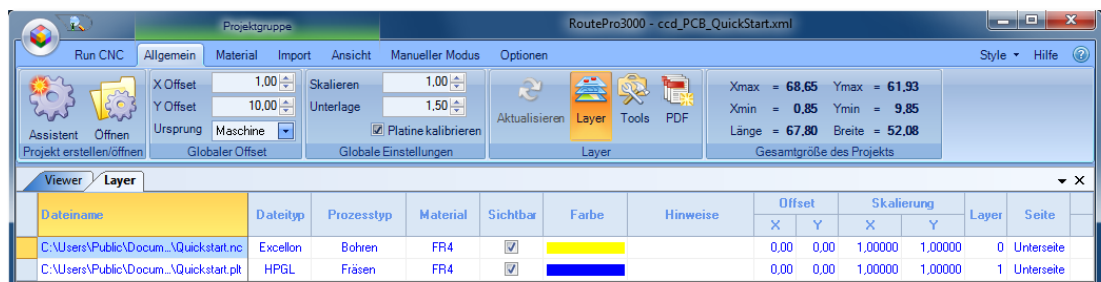 Projektgruppe RoutePro3000 - ccd_PCB_QuickStart.xml
Run CNC Allgemein Material Import Ansicht Manueller Modus Optionen Style Hilfe
X Offset 1,00 Skalieren 1,00
Y Offset 10,00 Unterlage 1,50
Ursprung Maschine Platine kalibrieren
Assistent Öffnen
Aktualisieren Layer Tools PDF
Xmax = 68,65 Ymax = 61,93
Xmin = 0,85 Ymin = 9,85
Länge = 67,80 Breite = 52,08
Projekt erstellen/öffnen Globaler Offset Globale Einstellungen Layer Gesamtgröße des Projekts
Viewer Layer
Dateiname Dateityp Prozesstyp Material Sichtbar Farbe Hinweise Offset Skalierung Layer Seite
X Y X Y
C:\Users\Public\Docum...\Quickstart.nc Excellon Bohren FR4 0,00 0,00 1,00000 1,00000 0 Unterseite
C:\Users\Public\Docum...\Quickstart.plt HPGL Fräsen FR4 0,00 0,00 1,00000 1,00000 1 Unterseite